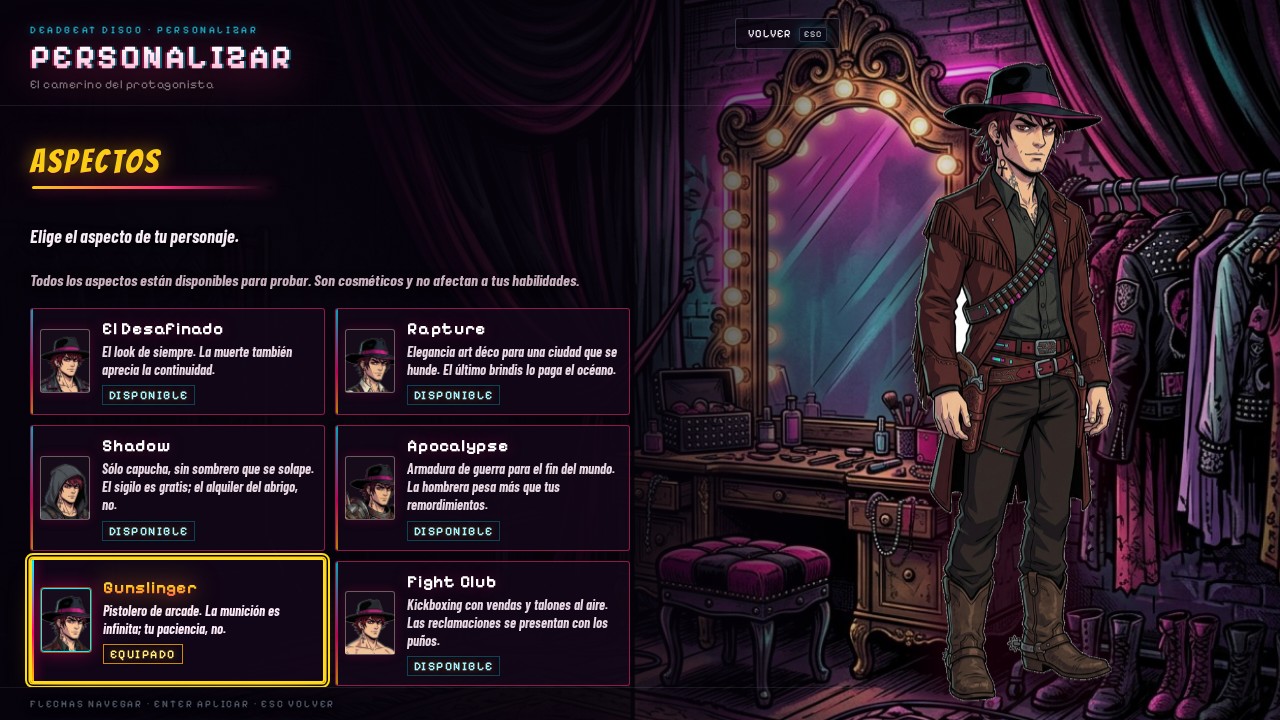 DEADBEAT DISCO · PERSONALIZAR
PERSONALIZAR
El camerino del protagonista
VOLVER ESC
ASPECTOS
Elige el aspecto de tu personaje.
Todos los aspectos están disponibles para probar. Son cosméticos y no afectan a tus habilidades.
El Desafinado
El look de siempre. La muerte también
aprecia la continuidad.
DISPONIBLE
Rapture
Elegancia art déco para una ciudad que se
hunde. El último brindis lo paga el océano.
DISPONIBLE
Shadow
Sólo capucha, sin sombrero que se solape.
El sigilo es gratis; el alquiler del abrigo,
no.
DISPONIBLE
Apocalypse
Armadura de guerra para el fin del mundo.
La hombrera pesa más que tus
remordimientos.
DISPONIBLE
Gunslinger
Pistolero de arcade. La munición es
infinita; tu paciencia, no.
EQUIPADO
Fight Club
Kickboxing con vendas y talones al aire.
Las reclamaciones se presentan con los
puños.
DISPONIBLE
FLECHAS NAVEGAR · ENTER APLICAR · ESC VOLVER